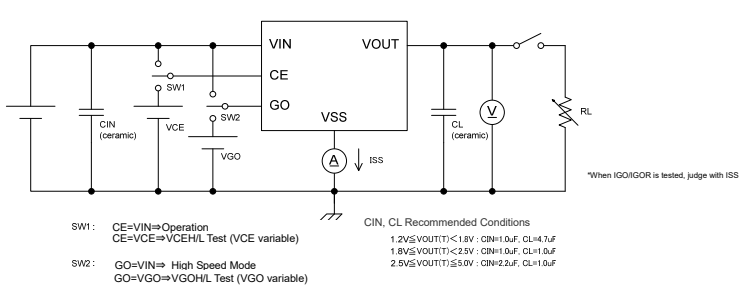 VIN VOUT
CE
GO
VSS
SW1
SW2
CIN
(ceramic)
VCE
VGO
A
ISS
CL
(ceramic)
V
RL
*When IGO/IGOR is tested, judge with ISS
SW1: CE=VIN⇒Operation
CE=VCE⇒VCEH/L Test (VCE variable)
SW2: GO=VIN⇒ High Speed Mode
GO=VGO⇒VGOH/L Test (VGO variable)
CIN, CL Recommended Conditions
1.2V≦VOUT(T)<1.8V : CIN=1.0uF, CL=4.7uF
1.8V≦VOUT(T)<2.5V : CIN=1.0uF, CL=1.0uF
2.5V≦VOUT(T)≦5.0V : CIN=2.2uF, CL=1.0uF